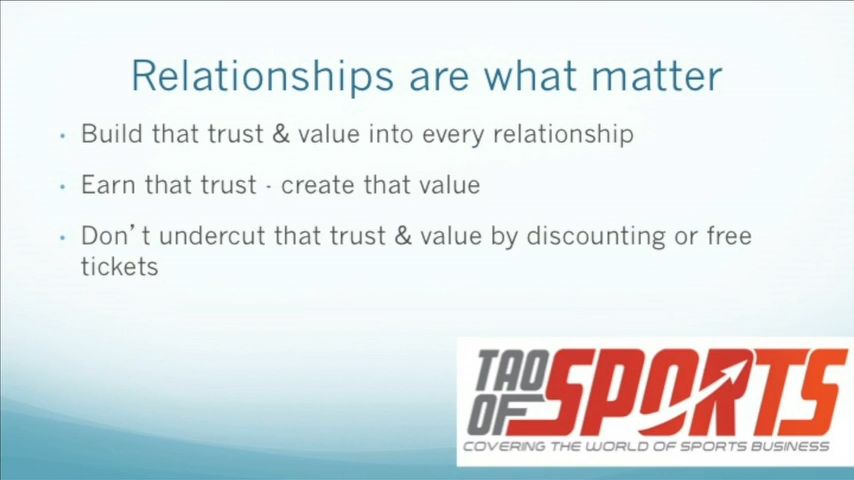 Relationships are what matter
• Build that trust & value into every relationship
• Earn that trust - create that value
• Don't undercut that trust & value by discounting or free
tickets
TAO
OF SPORTS
COVERING THE WORLD OF SPORTS BUSINESS